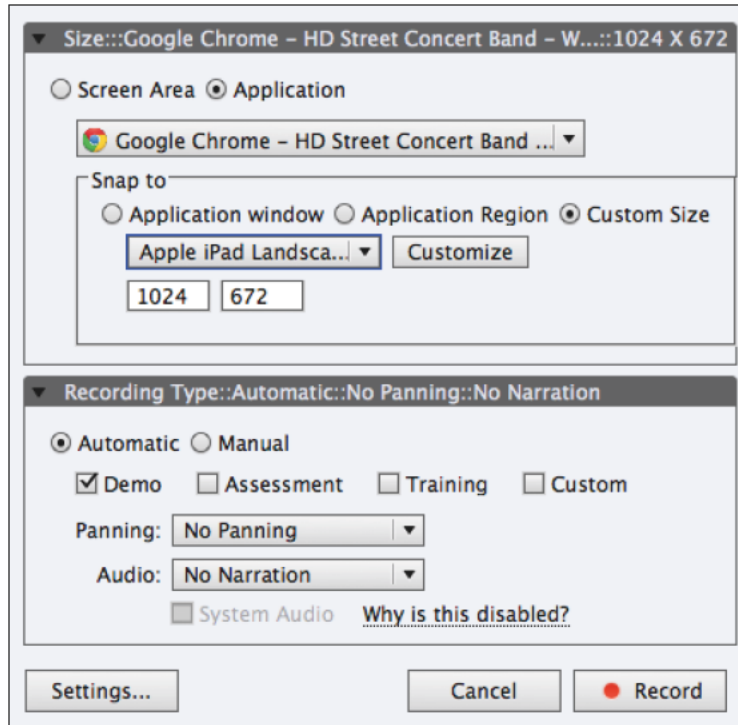 Size:::Google Chrome – HD Street Concert Band – W...::1024 X 672
Screen Area Application
Google Chrome – HD Street Concert Band ...
Snap to
Application window Application Region Custom Size
Apple iPad Landsca... Customize
1024 672
Recording Type::Automatic::No Panning::No Narration
Automatic Manual
Demo Assessment Training Custom
Panning: No Panning
Audio: No Narration
System Audio Why is this disabled?
Settings... Cancel Record